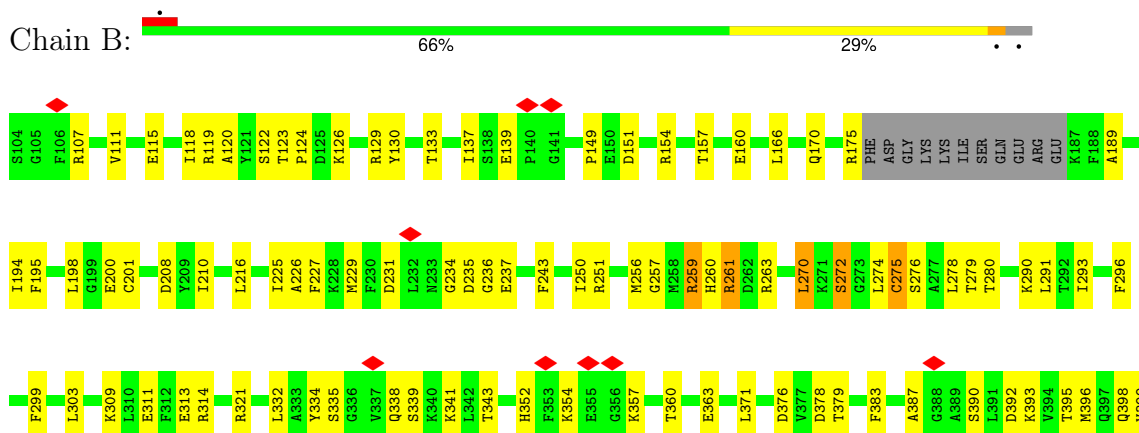 Chain B:
66% 29% • •
S104 G105 F106 R107 V111 E115 I118 R119 A120 Y121 S122 T123 P124 D125 K126 R129 Y130 T133 I137 S138 E139 P140 G141 P149 E150 D151 R154 T157 E160 L166 Q170 R175 PHE ASP GLY LYS LYS ILE SER GLN GLU ARG GLU K187 F188 A189
I194 F195 L198 G199 E200 C201 D208 Y209 I210 L216 I225 A226 F227 K228 M229 F230 D231 L232 N233 G234 D235 G236 E237 F243 I250 R251 M256 G257 M258 R259 H260 R261 D262 R263 L270 K271 S272 G273 L274 C275 S276 A277 L278 T279 T280 K290 L291 T292 I293 F296
F299 L303 K309 L310 E311 F312 E313 R314 R321 L332 A333 Y334 S335 G336 V337 Q338 S339 K340 K341 L342 T343 H352 F353 K354 E355 G356 K357 T360 E363 L371 D376 V377 D378 T379 F383 A387 G388 A389 S390 L391 D392 K393 V394 T395 M396 Q397 Q398